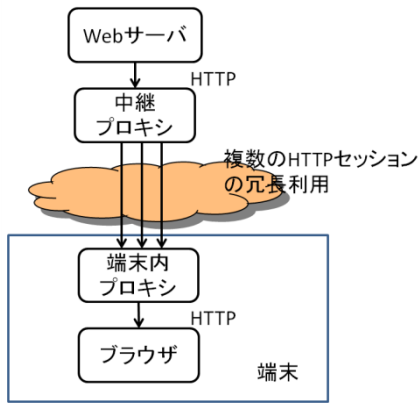 Webサーバ
HTTP
中継
プロキシ
複数のHTTPセッション
の冗長利用
端末内
プロキシ
HTTP
ブラウザ
端末